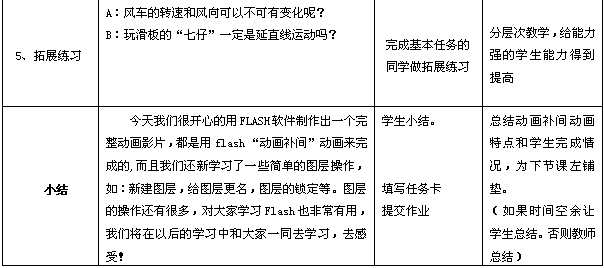 A：风车的转速和风向可以不可有变化呢？
B：玩滑板的“七仔”一定是延直线运动吗？
5、拓展练习
完成基本任务的
同学做拓展练习
分层次教学，给能力
强的学生能力得到
提高
小结
今天我们很开心的用FLASH软件制作出一个完
整动画影片，都是用 flash “动画补间”动画来完
成的,而且我们还新学习了一些简单的图层操作，
如：新建图层，给图层更名，图层的锁定等。图层
的操作还有很多，对大家学习Flash也非常有用，
我们将在以后的学习中和大家一同去学习，去感
受！
学生小结。
填写任务卡
提交作业
总结动画补间动画
特点和学生完成情
况，为下节课左铺
垫。
（如果时间空余让
学生总结。否则教师
总结）